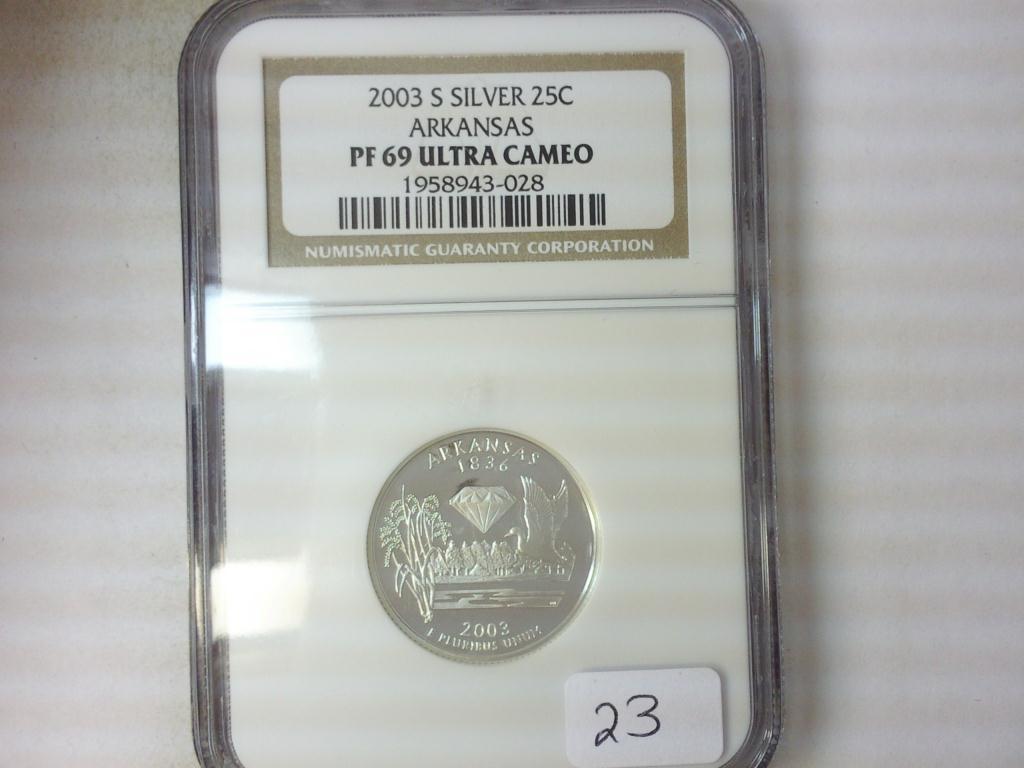 2003 S SILVER 25C
ARKANSAS
PF 69 ULTRA CAMEO
1958943-028
NUMISMATIC GUARANTY CORPORATION
ARKANSAS
1836
2003
E PLURIBUS UNUM
23